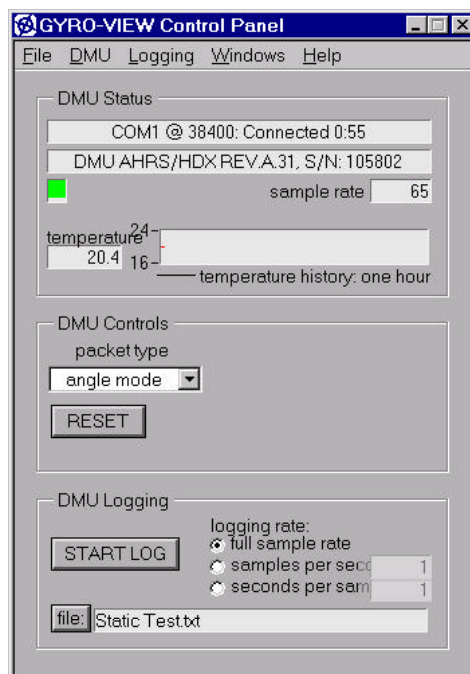 GYRO-VIEW Control Panel
File DMU Logging Windows Help
DMU Status
COM1 @ 38400: Connected 0:55
DMU AHRS/HDX REV.A.31, S/N: 105802
sample rate 65
temperature 24
20.4 16
temperature history: one hour
DMU Controls
packet type
angle mode
RESET
DMU Logging
logging rate:
full sample rate
START LOG
samples per sec 1
seconds per sam 1
file: Static Test.txt